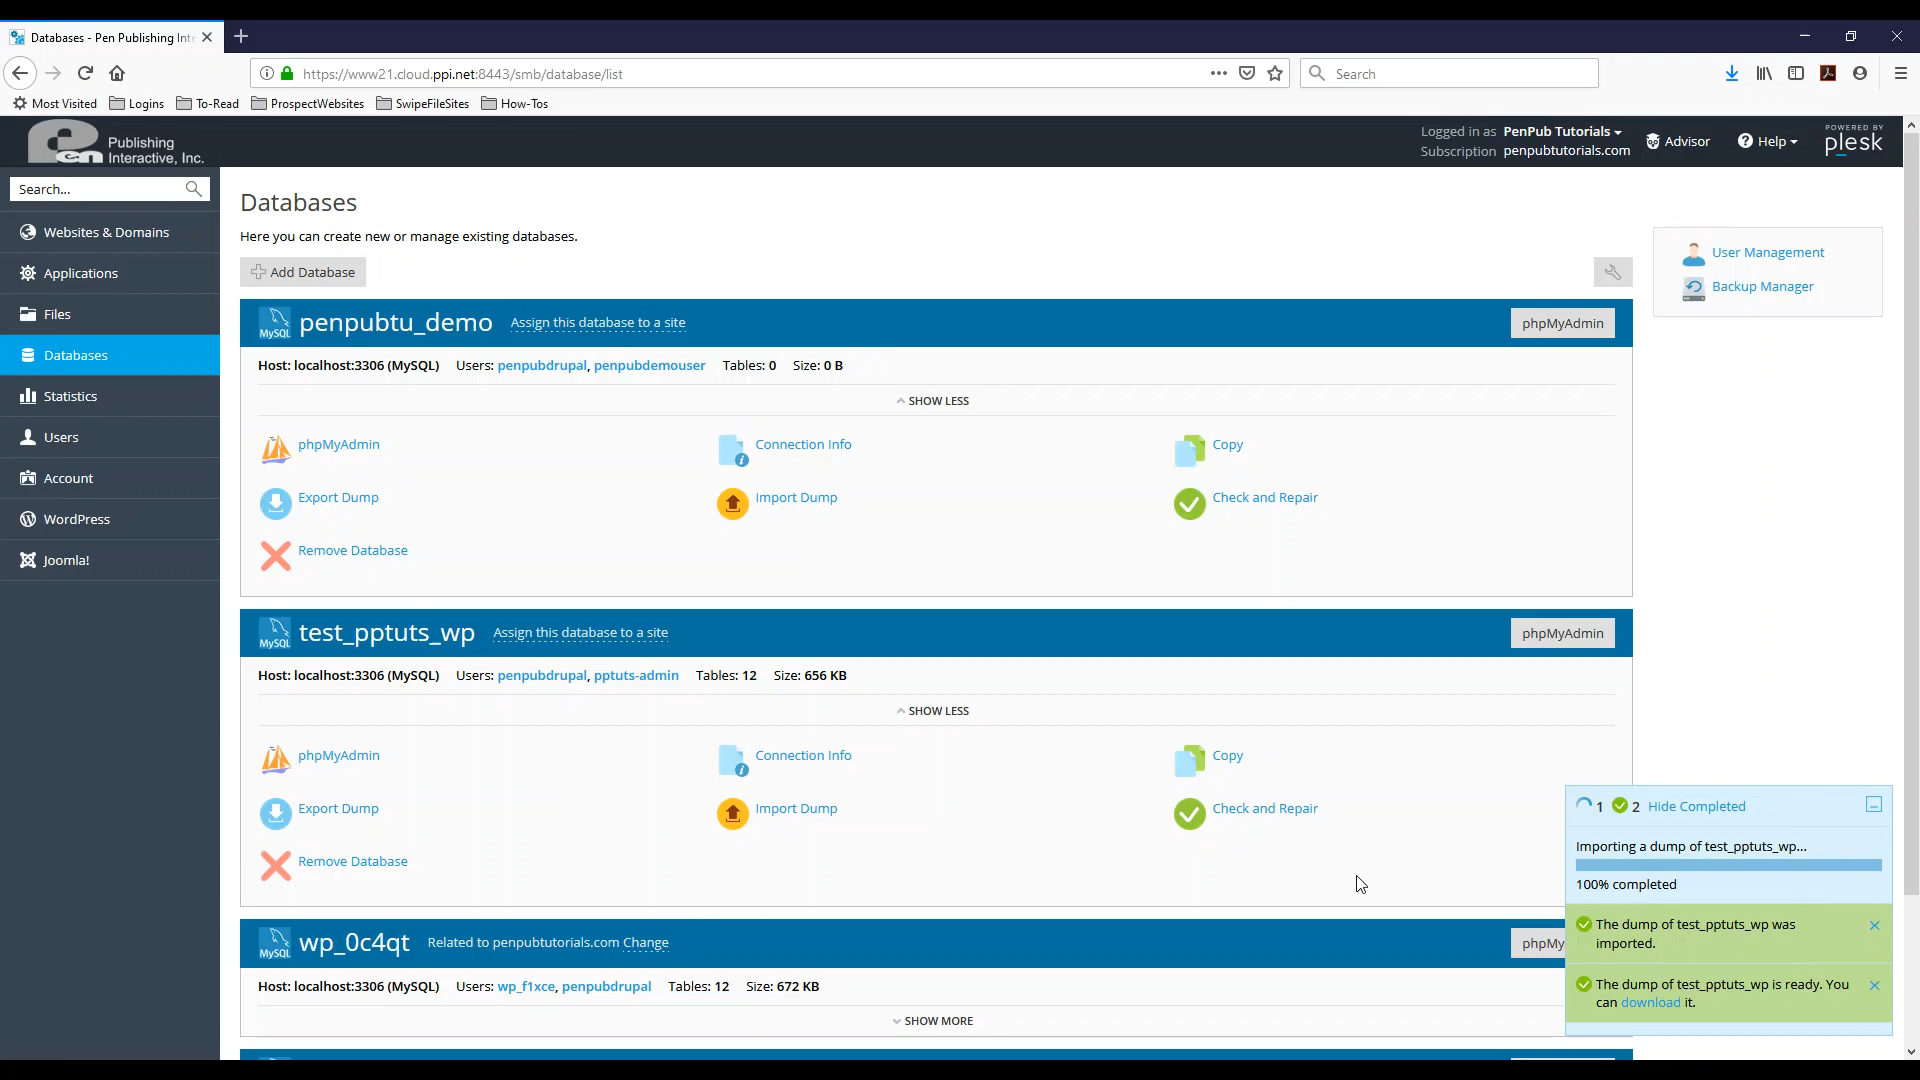 Databases - Pen Publishing Inte
https://www21.cloud.ppi.net:8443/smb/database/list
Search
Most Visited Logins To-Read ProspectWebsites SwipeFileSites How-Tos
en Publishing Interactive, Inc.
Logged in as PenPub Tutorials
Subscription penpubtutorials.com
Advisor
Help
POWERED BY
plesk
Search...
Websites & Domains
Applications
Files
Databases
Statistics
Users
Account
WordPress
Joomla!
Databases
Here you can create new or manage existing databases.
Add Database
User Management
Backup Manager
MySQL penpubtu_demo Assign this database to a site phpMyAdmin
Host: localhost:3306 (MySQL) Users: penpubdrupal, penpubdemouser Tables: 0 Size: 0 B
SHOW LESS
phpMyAdmin Connection Info Copy
Export Dump Import Dump Check and Repair
Remove Database
MySQL test_pptuts_wp Assign this database to a site phpMyAdmin
Host: localhost:3306 (MySQL) Users: penpubdrupal, pptuts-admin Tables: 12 Size: 656 KB
SHOW LESS
phpMyAdmin Connection Info Copy
Export Dump Import Dump Check and Repair
Remove Database
MySQL wp_0c4qt Related to penpubtutorials.com Change phpMy
Host: localhost:3306 (MySQL) Users: wp_f1xce, penpubdrupal Tables: 12 Size: 672 KB
SHOW MORE
1 2 Hide Completed
Importing a dump of test_pptuts_wp...
100% completed
The dump of test_pptuts_wp was
imported.
The dump of test_pptuts_wp is ready. You
can download it.